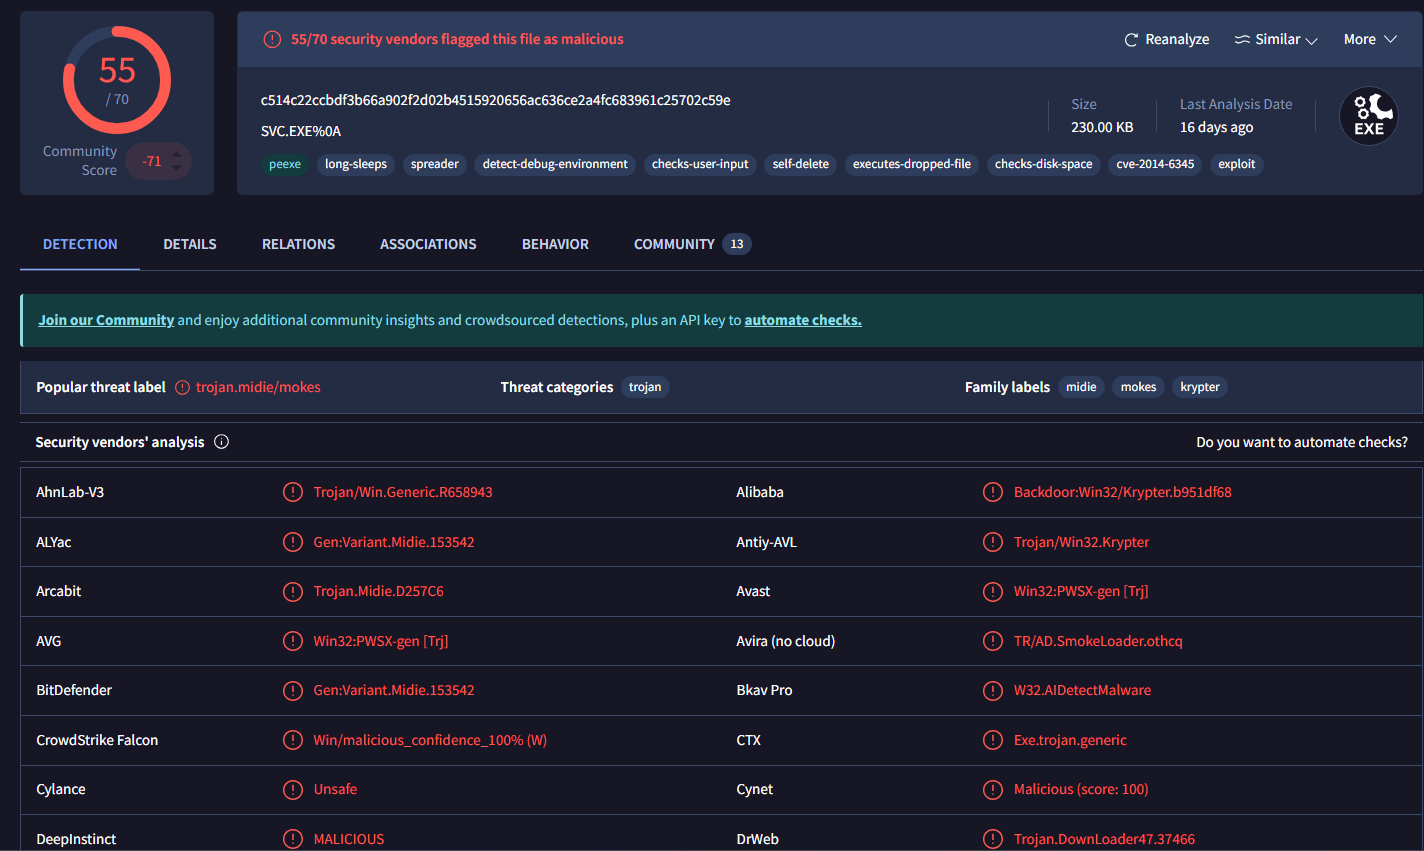 55
/ 70
Community Score
-71
55/70 security vendors flagged this file as malicious
Reanalyze
Similar
More
c514c22ccbdf3b66a902f2d02b4515920656ac636ce2a4fc683961c25702c59e
SVC.EXE%0A
Size
230.00 KB
Last Analysis Date
16 days ago
EXE
peexe long-sleeps spreader detect-debug-environment checks-user-input self-delete executes-dropped-file checks-disk-space cve-2014-6345 exploit
DETECTION DETAILS RELATIONS ASSOCIATIONS BEHAVIOR COMMUNITY 13
Join our Community and enjoy additional community insights and crowdsourced detections, plus an API key to automate checks.
Popular threat label trojan.midie/mokes Threat categories trojan Family labels midie mokes krypter
Security vendors' analysis Do you want to automate checks?
AhnLab-V3 Trojan/Win.Generic.R658943 Alibaba Backdoor:Win32/Krypter.b951df68
ALYac Gen:Variant.Midie.153542 Antiy-AVL Trojan/Win32.Krypter
Arcabit Trojan.Midie.D257C6 Avast Win32:PWSX-gen [Trj]
AVG Win32:PWSX-gen [Trj] Avira (no cloud) TR/AD.SmokeLoader.othcq
BitDefender Gen:Variant.Midie.153542 Bkav Pro W32.AIDetectMalware
CrowdStrike Falcon Win/malicious_confidence_100% (W) CTX Exe.trojan.generic
Cylance Unsafe Cynet Malicious (score: 100)
DeepInstinct MALICIOUS DrWeb Trojan.DownLoader47.37466